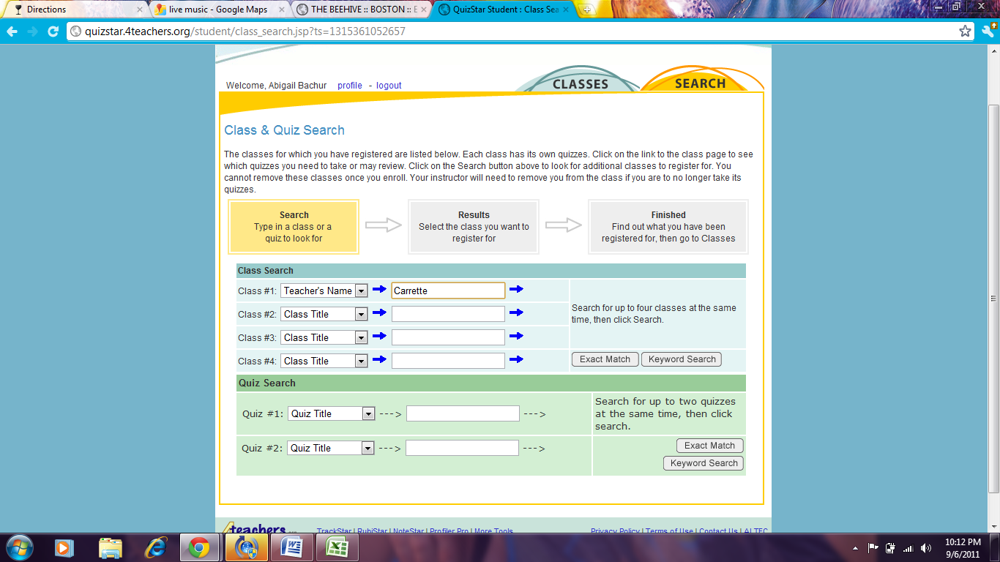 Directions
live music - Google Maps
THE BEEHIVE :: BOSTON :: E
QuizStar Student : Class Sea
quizstar.4teachers.org/student/class_search.jsp?ts=1315361052657
Welcome, Abigail Bachur profile - logout
CLASSES
SEARCH
Class & Quiz Search
The classes for which you have registered are listed below. Each class has its own quizzes. Click on the link to the class page to see
which quizzes you need to take or may review. Click on the Search button above to look for additional classes to register for. You
cannot remove these classes once you enroll. Your instructor will need to remove you from the class if you are to no longer take its
quizzes.
Search
Type in a class or a
quiz to look for
Results
Select the class you want to
register for
Finished
Find out what you have been
registered for, then go to Classes
Class Search
Class #1: Teacher's Name Carrette
Class #2: Class Title
Class #3: Class Title
Class #4: Class Title
Search for up to four classes at the same
time, then click Search.
Exact Match Keyword Search
Quiz Search
Quiz #1: Quiz Title ---> --->
Search for up to two quizzes
at the same time, then click
search.
Quiz #2: Quiz Title ---> --->
Exact Match
Keyword Search
4teachers.org
TrackStar | RubiStar | NoteStar | Profiler Pro | More Tools
Privacy Policy | Terms of Use | Contact Us | ALTEC
10:12 PM
9/6/2011